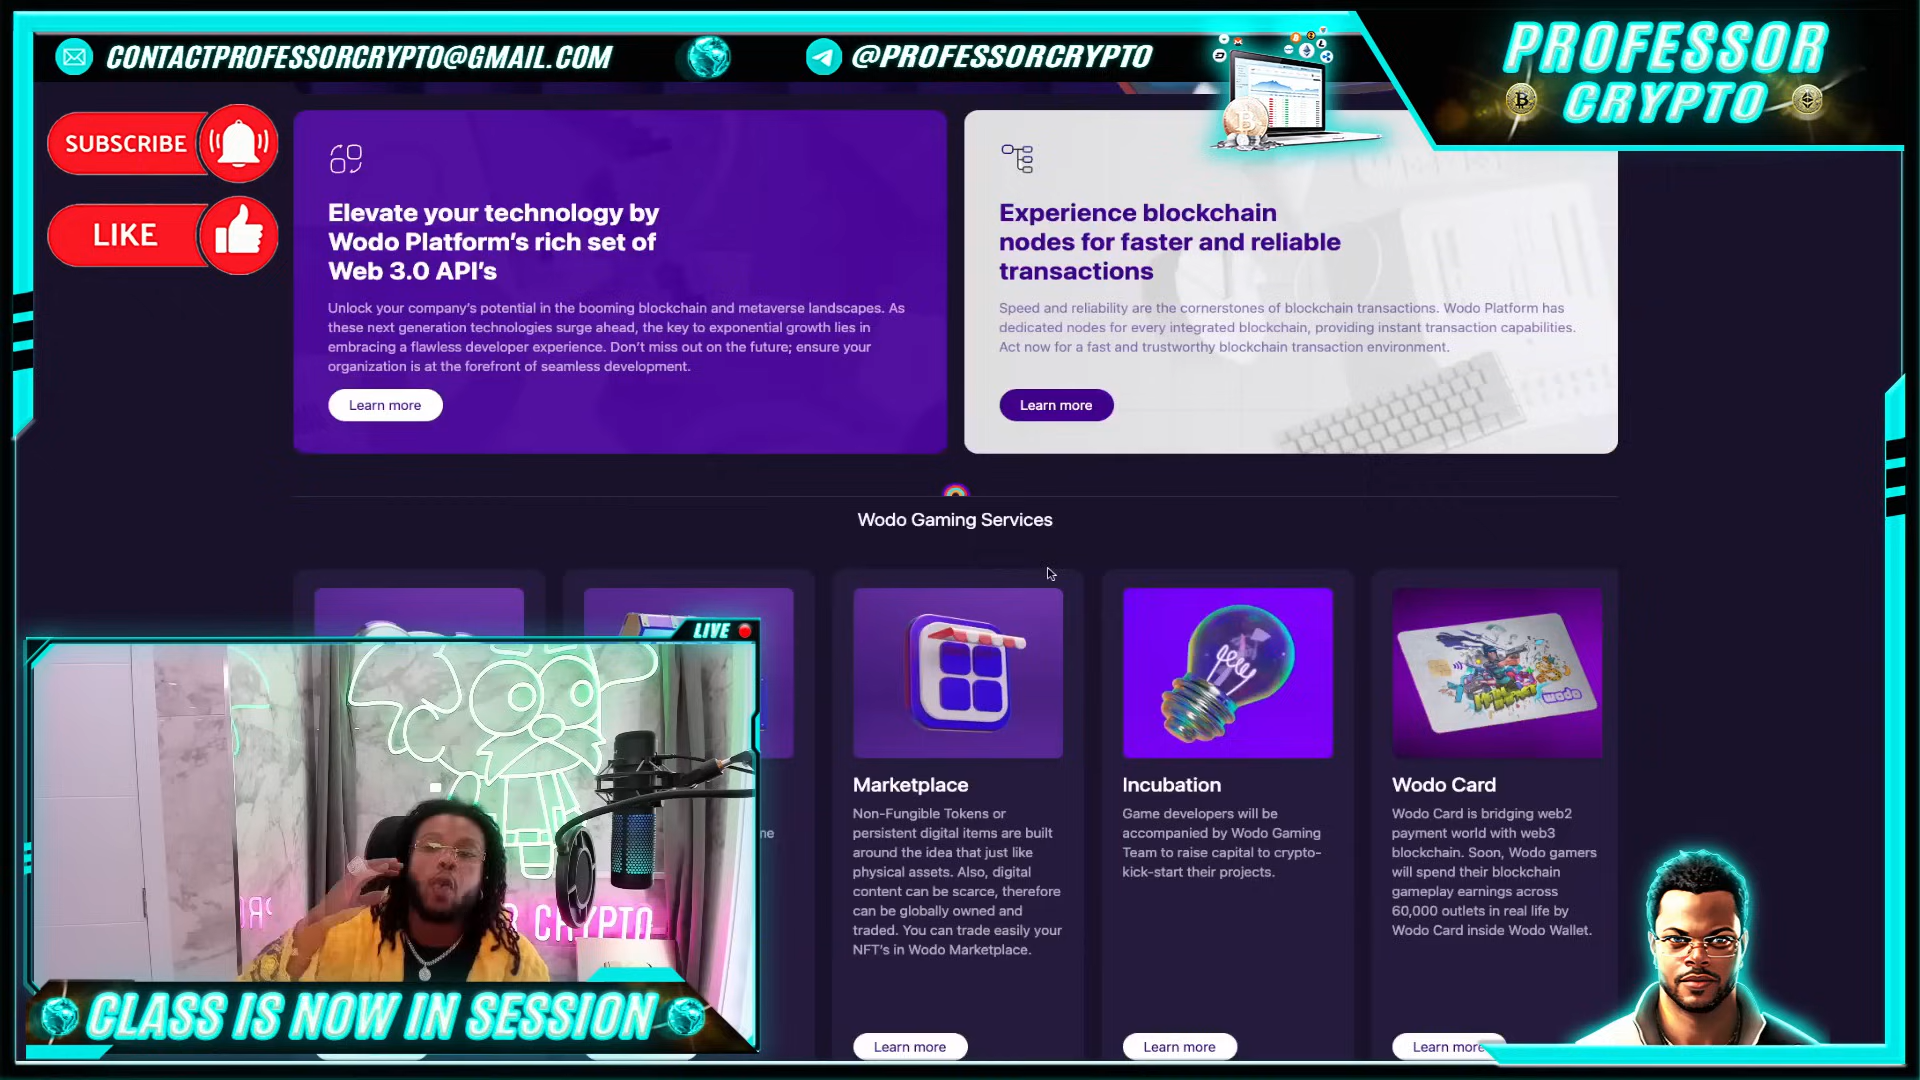 CONTACTPROFESSORCRYPTO@GMAIL.COM
@PROFESSORCRYPTO
PROFESSOR
CRYPTO
SUBSCRIBE
LIKE
Elevate your technology by
Wodo Platform's rich set of
Web 3.0 API's
Unlock your company's potential in the booming blockchain and metaverse landscapes. As
these next generation technologies surge ahead, the key to exponential growth lies in
embracing a flawless developer experience. Don't miss out on the future; ensure your
organization is at the forefront of seamless development.
Learn more
Experience blockchain
nodes for faster and reliable
transactions
Speed and reliability are the cornerstones of blockchain transactions. Wodo Platform has
dedicated nodes for every integrated blockchain, providing instant transaction capabilities.
Act now for a fast and trustworthy blockchain transaction environment.
Learn more
Wodo Gaming Services
Marketplace
Non-Fungible Tokens or
persistent digital items are built
around the idea that just like
physical assets. Also, digital
content can be scarce, therefore
can be globally owned and
traded. You can trade easily your
NFT's in Wodo Marketplace.
Learn more
Incubation
Game developers will be
accompanied by Wodo Gaming
Team to raise capital to crypto-
kick-start their projects.
Learn more
wodo
Wodo Card
Wodo Card is bridging web2
payment world with web3
blockchain. Soon, Wodo gamers
will spend their blockchain
gameplay earnings across
60,000 outlets in real life by
Wodo Card inside Wodo Wallet.
Learn more
LIVE
CRYPTO
CLASS IS NOW IN SESSION